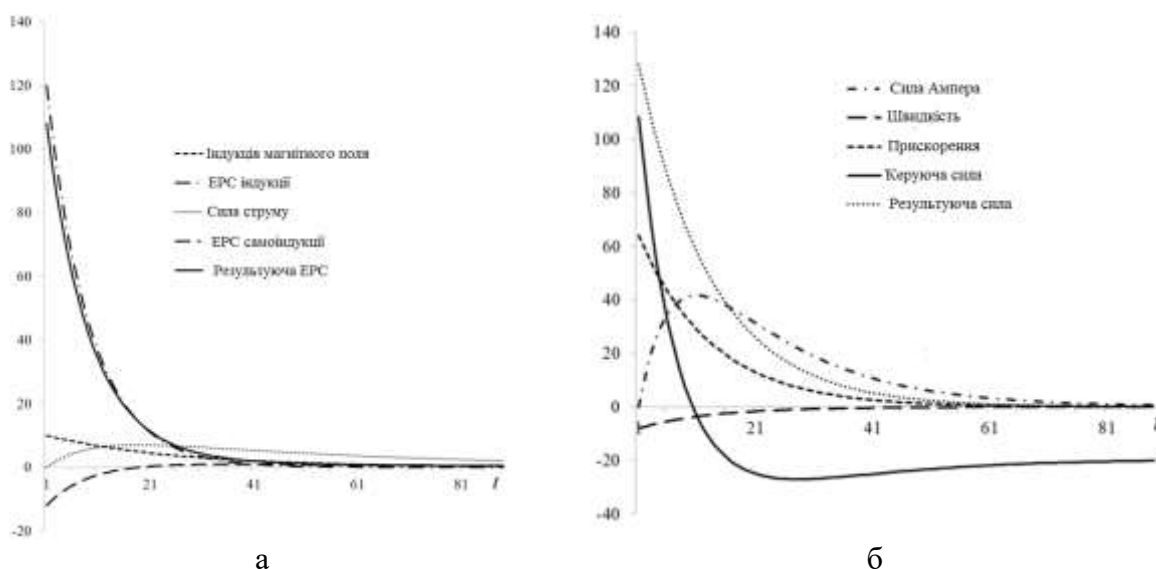 140
120
100
80
60
40
20
0
-20
1
21
41
61
81
t
Індукція магнітного поля
ЕРС індукції
Сила струму
ЕРС самоіндукції
Результуюча ЕРС
а
140
120
100
80
60
40
20
0
-20
-40
1
21
41
61
81
t
Сила Ампера
Швидкість
Прискорення
Керуюча сила
Результуюча сила
б